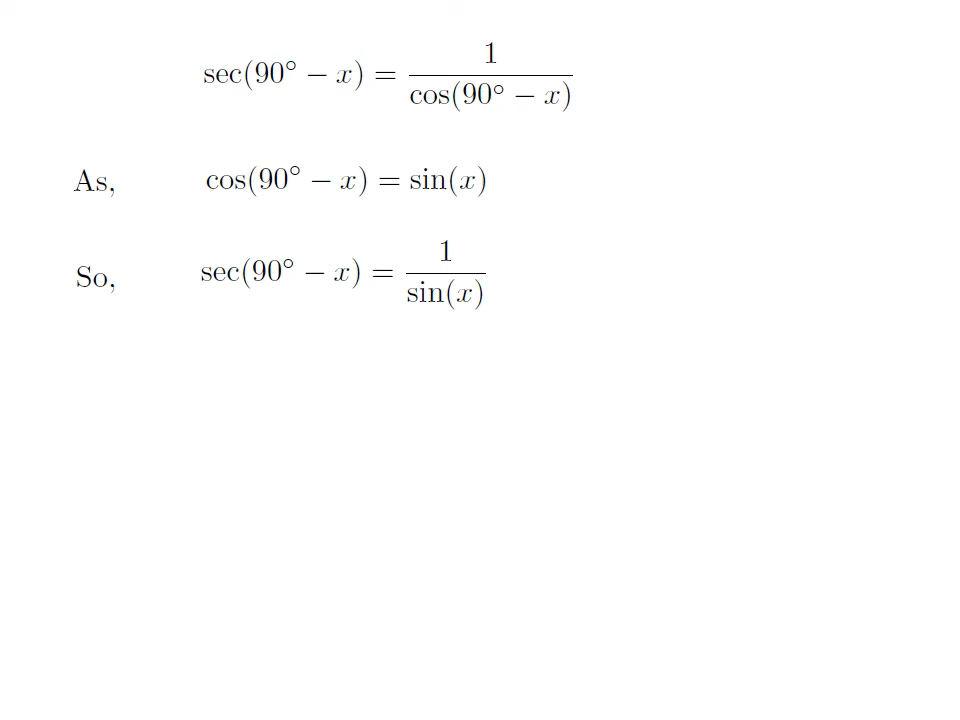 sec(90° − x) = 1/cos(90° − x)
As, cos(90° − x) = sin(x)
So, sec(90° − x) = 1/sin(x)